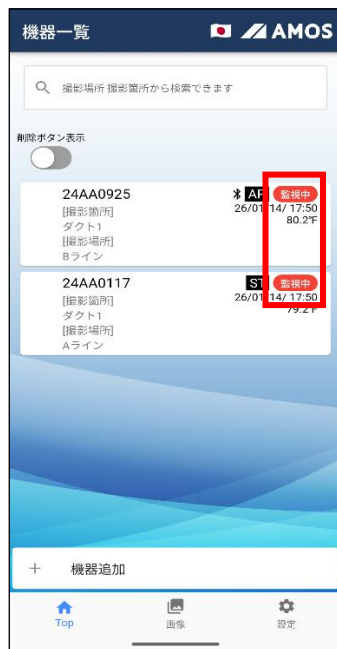 機器一覧
AMOS
撮影場所 撮影箇所から検索できます
削除ボタン表示
24AA0925
AP 監視中
[撮影箇所]
26/01/14/ 17:50
ダクト1
80.2°F
[撮影場所]
Bライン
24AA0117
ST 監視中
[撮影箇所]
26/01/14/ 17:50
ダクト1
79.2°F
[撮影場所]
Aライン
機器追加
Top
画像
設定